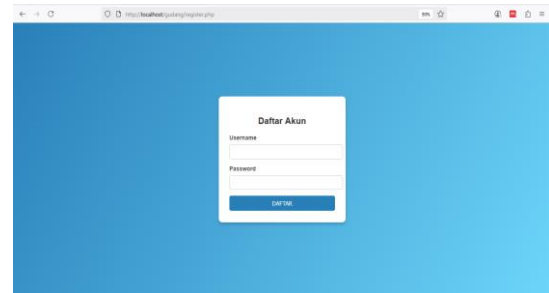 http://localhost/gudang/register.php
Daftar Akun
Username
Password
DAFTAR